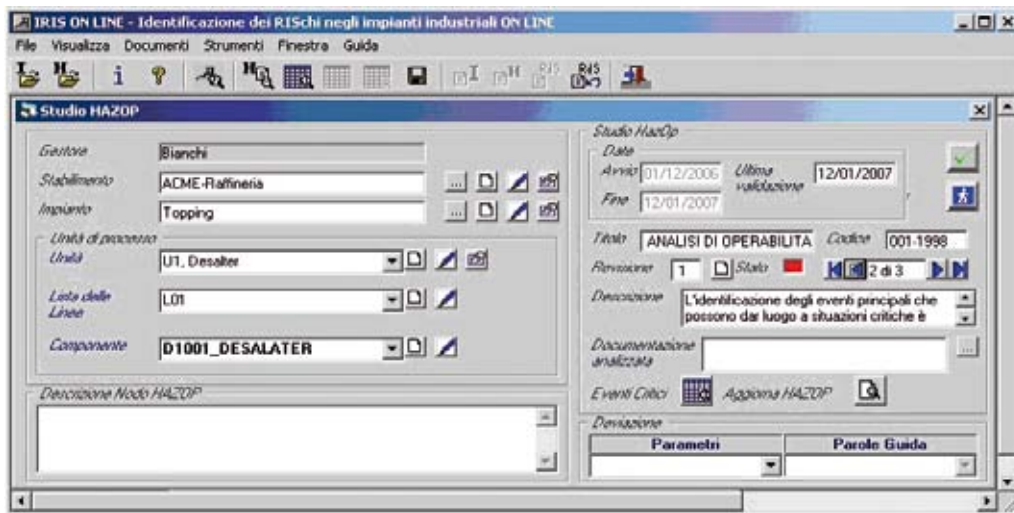 IRIS ON LINE - Identificazione dei RISchi negli impianti industriali ON LINE
File Visualizza Documenti Strumenti Finestra Guida
Studio HAZOP
Gestore Bianchi
Stabilimento ACME-Raffineria ...
Impianto Topping ...
Unità di processo
Unità U1, Desalter
Lista delle Linee L01
Componente D1001_DESALATER
Descrizione Nodo HAZOP
Studio HazOp
Date
Avvio 01/12/2006 Ultima validazione 12/01/2007
Fine 12/01/2007
Titolo ANALISI DI OPERABILITA Codice 001-1998
Revisione 1 Stato 2 di 3
Descrizione L'identificazione degli eventi principali che
possono dar luogo a situazioni critiche è
Documentazione analizzata ...
Eventi Critici Aggiorna HAZOP
Deviazione
Parametri Parole Guida